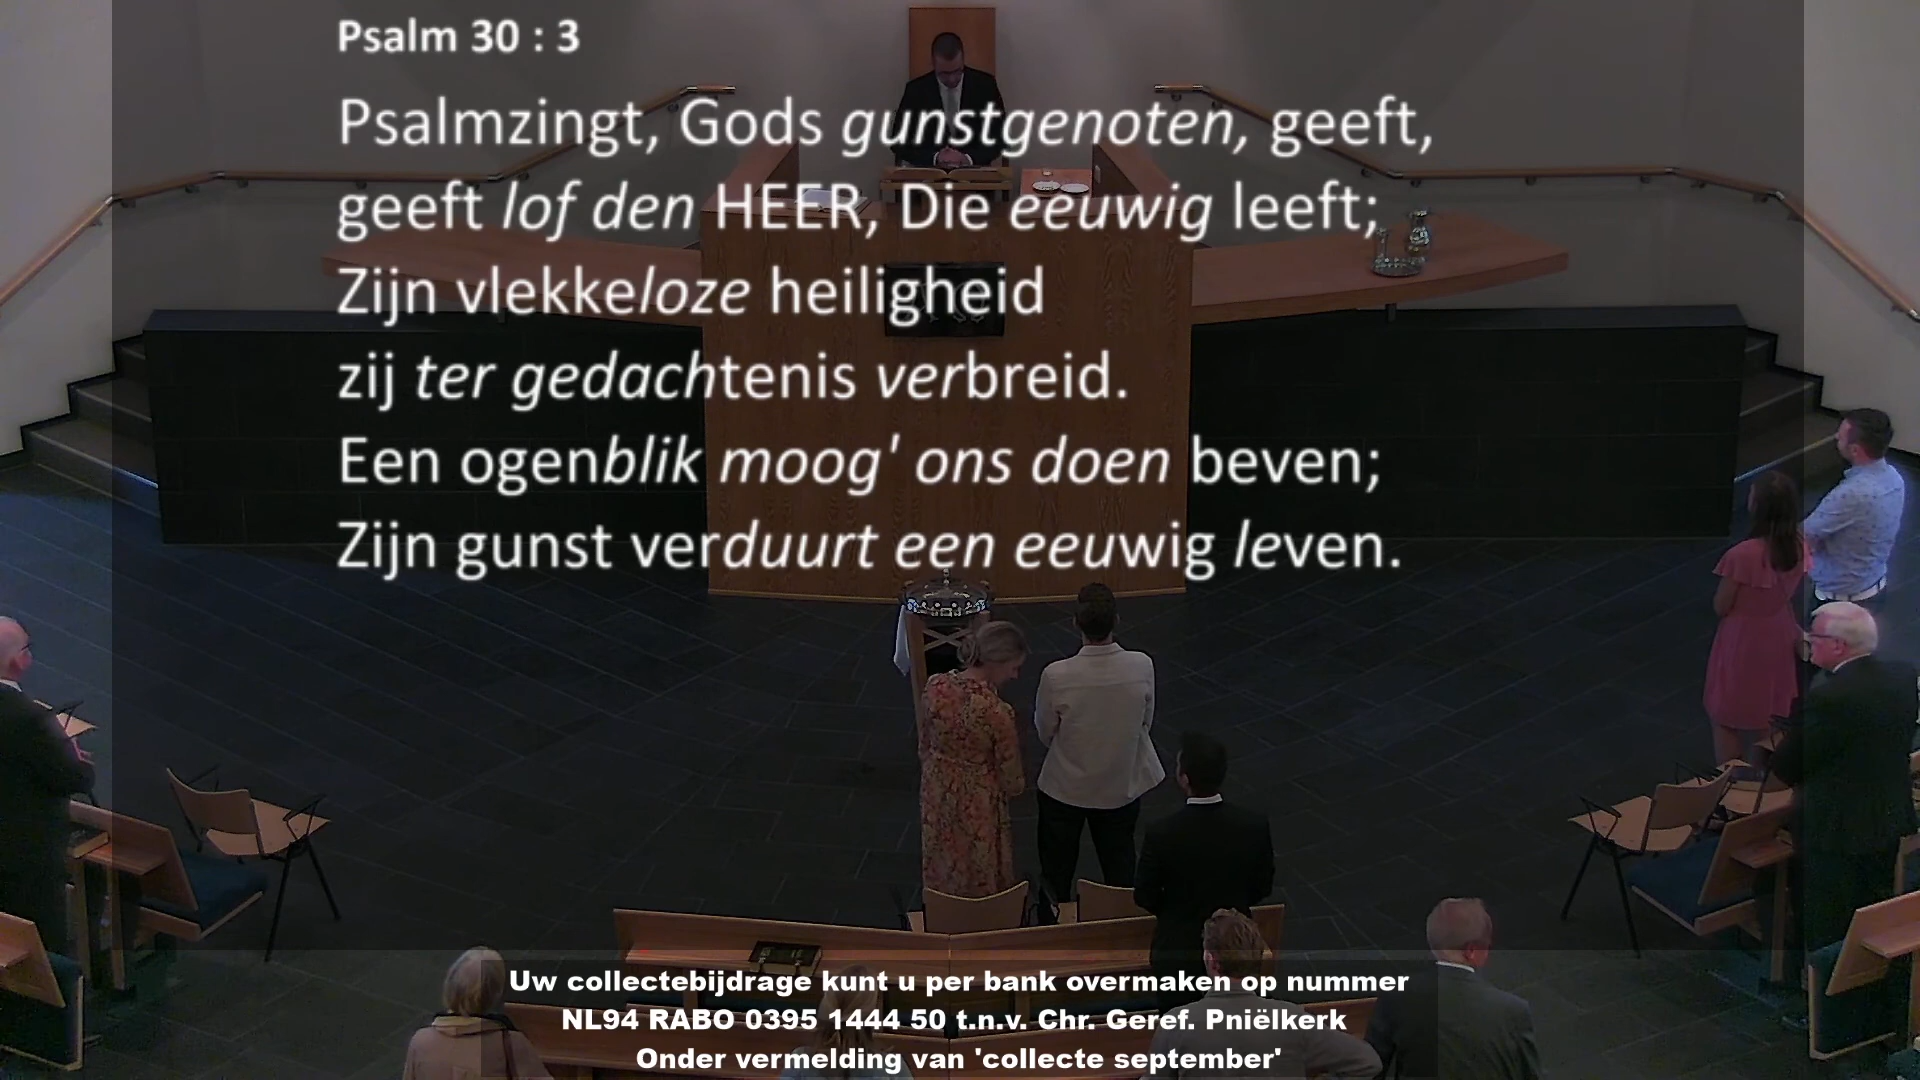 Psalm 30 : 3
Psalmzingt, Gods gunstgenoten, geeft,
geeft lof den HEER, Die eeuwig leeft;
Zijn vlekkeloze heiligheid
zij ter gedachtenis verbreid.
Een ogenblik moog' ons doen beven;
Zijn gunst verduurt een eeuwig leven.
Uw collectebijdrage kunt u per bank overmaken op nummer
NL94 RABO 0395 1444 50 t.n.v. Chr. Geref. Pniëlkerk
Onder vermelding van 'collecte september'